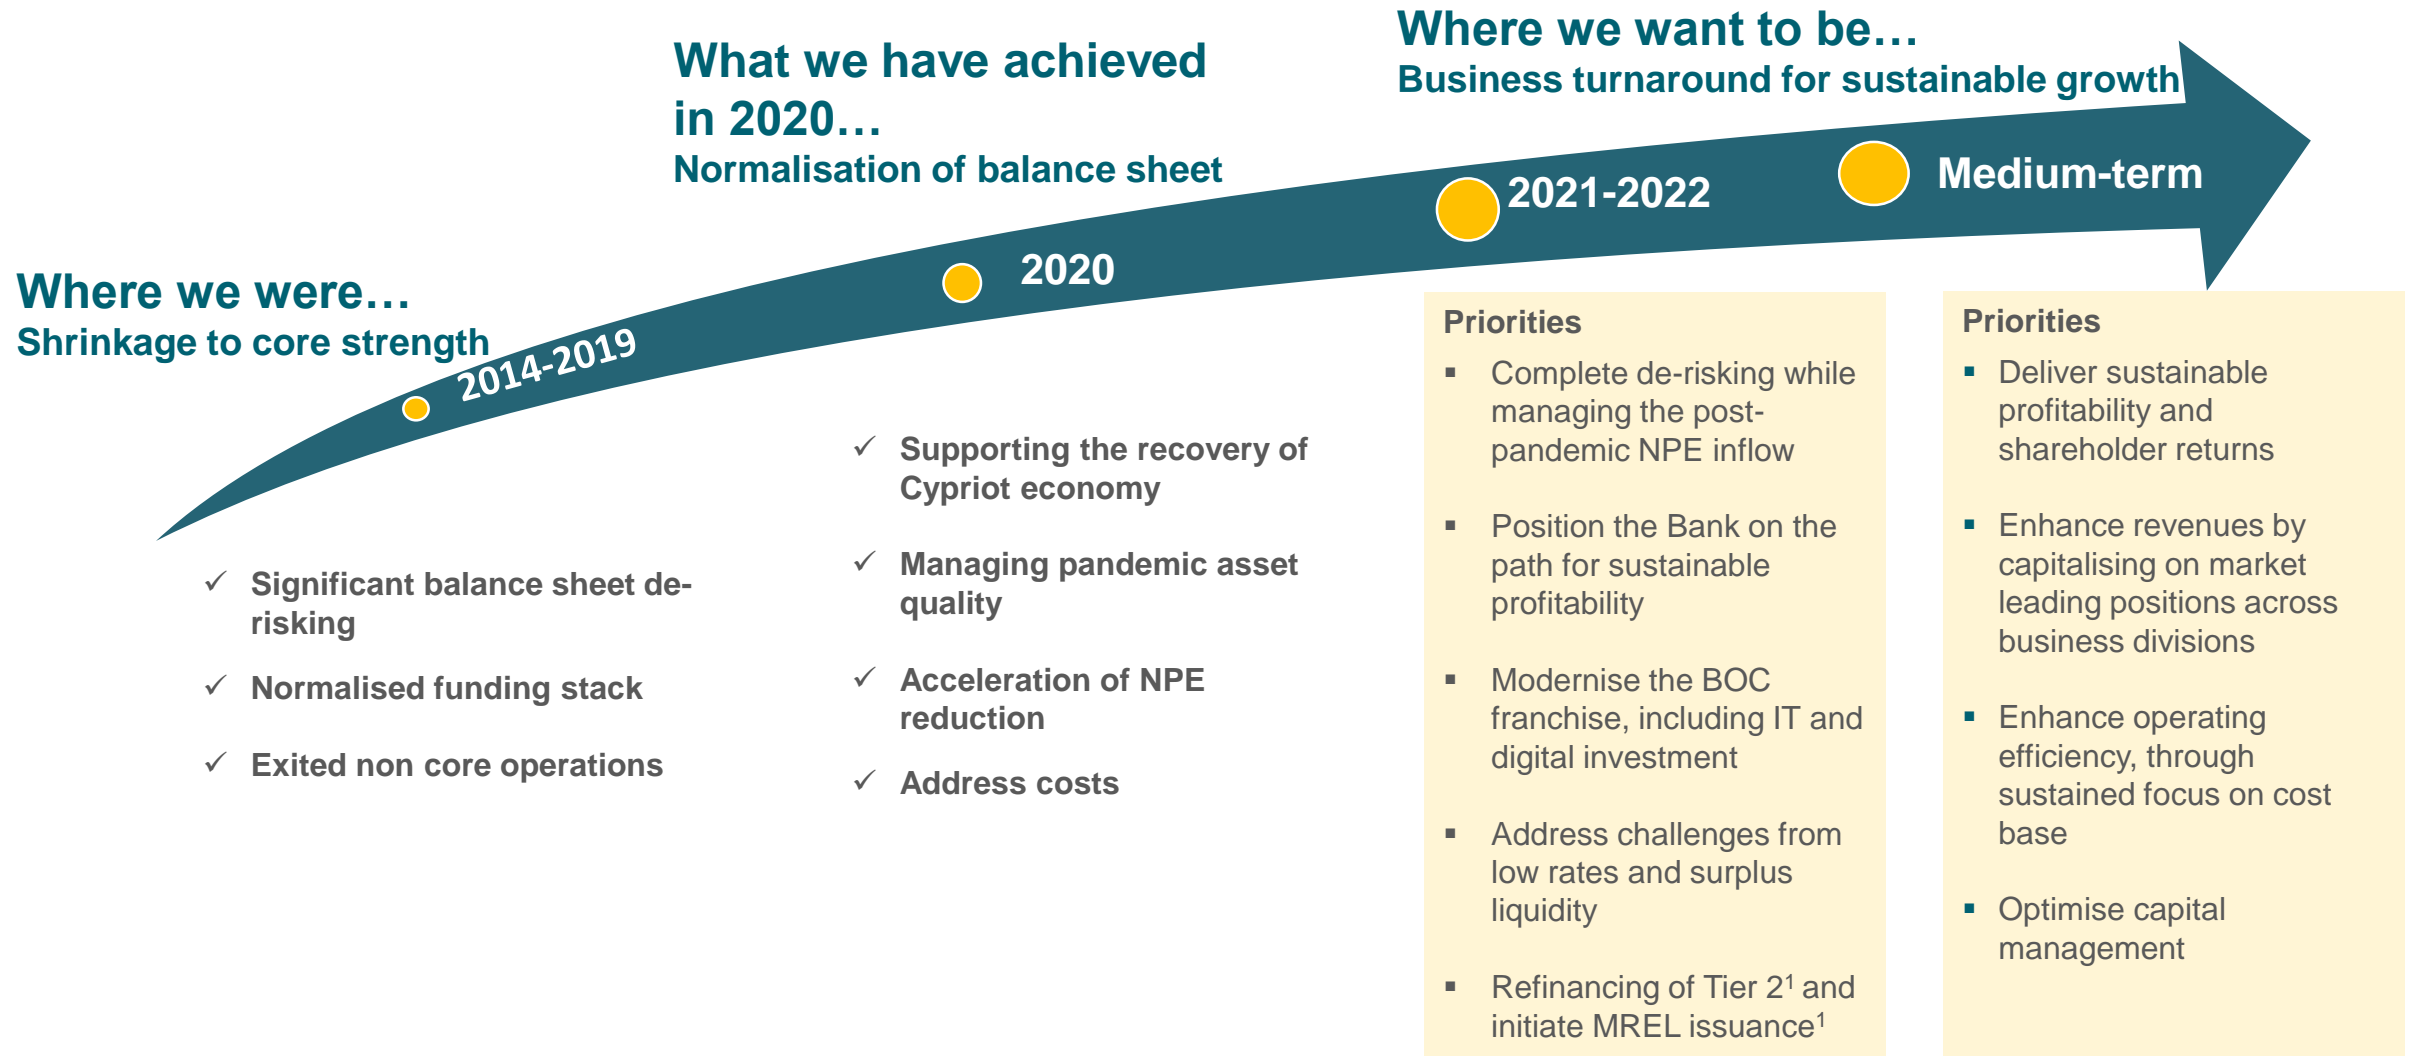 Where we were…
Shrinkage to core strength
2014-2019
✓ Significant balance sheet de-
risking
✓ Normalised funding stack
✓ Exited non core operations
What we have achieved
in 2020…
Normalisation of balance sheet
2020
✓ Supporting the recovery of
Cypriot economy
✓ Managing pandemic asset
quality
✓ Acceleration of NPE
reduction
✓ Address costs
Where we want to be…
Business turnaround for sustainable growth
2021-2022
Priorities
▪ Complete de-risking while
managing the post-
pandemic NPE inflow
▪ Position the Bank on the
path for sustainable
profitability
▪ Modernise the BOC
franchise, including IT and
digital investment
▪ Address challenges from
low rates and surplus
liquidity
▪ Refinancing of Tier 2¹ and
initiate MREL issuance¹
Medium-term
Priorities
▪ Deliver sustainable
profitability and
shareholder returns
▪ Enhance revenues by
capitalising on market
leading positions across
business divisions
▪ Enhance operating
efficiency, through
sustained focus on cost
base
▪ Optimise capital
management